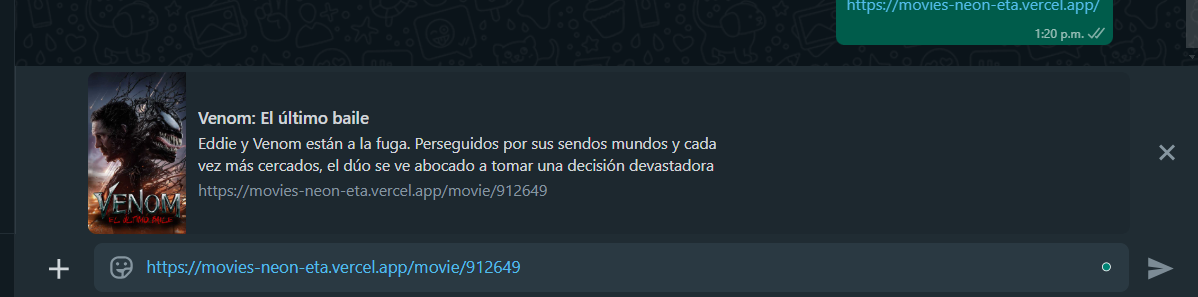 https://movies-neon-eta.vercel.app/
1:20 p.m.
Venom: El último baile
Eddie y Venom están a la fuga. Perseguidos por sus sendos mundos y cada
vez más cercados, el dúo se ve abocado a tomar una decisión devastadora
https://movies-neon-eta.vercel.app/movie/912649
VENOM
EL ÚLTIMO BAILE
https://movies-neon-eta.vercel.app/movie/912649